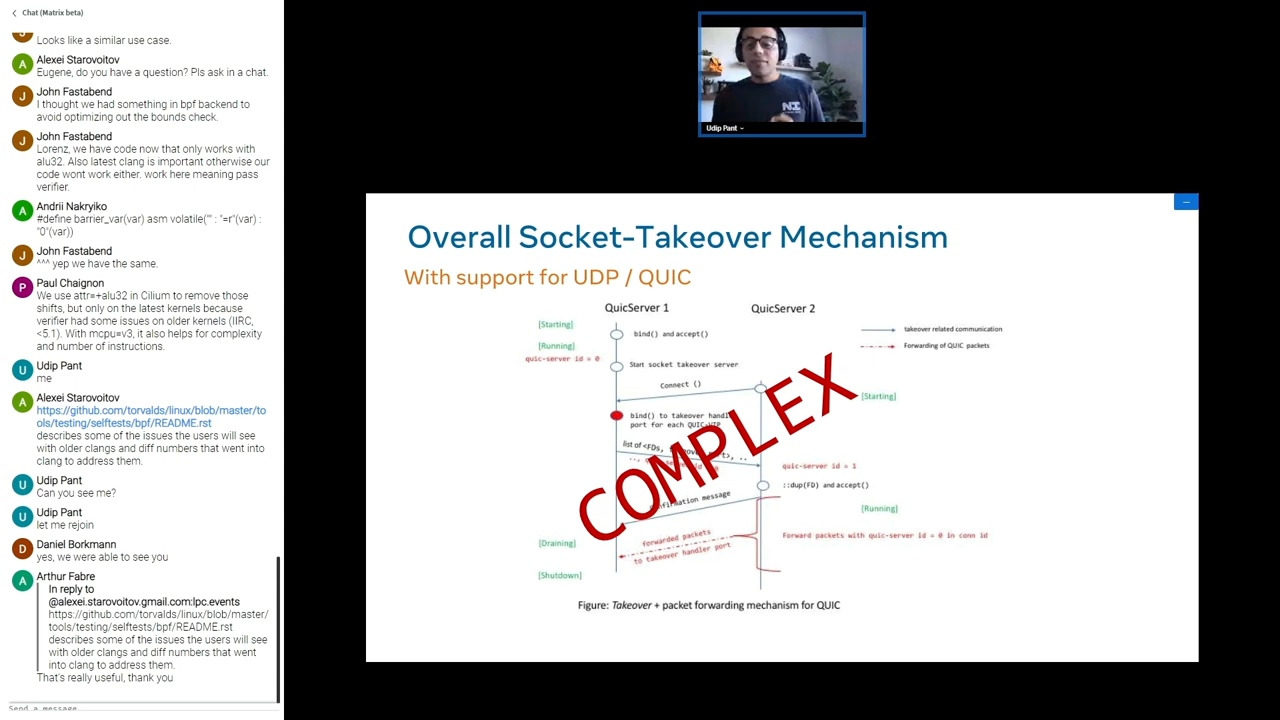 Chat (Matrix beta)
Looks like a similar use case.
Alexei Starovoitov
Eugene, do you have a question? Pls ask in a chat.
John Fastabend
I thought we had something in bpf backend to
avoid optimizing out the bounds check.
John Fastabend
Lorenz, we have code now that only works with
alu32. Also latest clang is important otherwise our
code wont work either. work here meaning pass
verifier.
Andrii Nakryiko
#define barrier_var(var) asm volatile("" : "=r"(var) :
"0"(var))
John Fastabend
^^^ yep we have the same.
Paul Chaignon
We use attr=+alu32 in Cilium to remove those
shifts, but only on the latest kernels because
verifier had some issues on older kernels (IIRC,
<5.1). With mcpu=v3, it also helps for complexity
and number of instructions.
Udip Pant
me
Alexei Starovoitov
https://github.com/torvalds/linux/blob/master/to
ols/testing/selftests/bpf/README.rst
describes some of the issues the users will see
with older clangs and diff numbers that went into
clang to address them.
Udip Pant
Can you see me?
Udip Pant
let me rejoin
Daniel Borkmann
yes, we were able to see you
Arthur Fabre
In reply to
@alexei.starovoitov.gmail.com:lpc.events
https://github.com/torvalds/linux/blob/master/
tools/testing/selftests/bpf/README.rst
describes some of the issues the users will see
with older clangs and diff numbers that went
into clang to address them.
That's really useful, thank you
Send a message
Udip Pant
Overall Socket-Takeover Mechanism
With support for UDP / QUIC
QuicServer 1
QuicServer 2
[Starting]
bind() and accept()
takeover related communication
[Running]
Forwarding of QUIC packets
quic-server id = 0
Start socket takeover server
Connect ()
[Starting]
COMPLEX
bind() to takeover
port for each QUIC-VIP
list of <FDs,
quic-server id = 1
::dup(FD) and accept()
message
[Running]
forwarded packets
to takeover handler port
Forward packets with quic-server id = 0 in conn id
[Draining]
[Shutdown]
Figure: Takeover + packet forwarding mechanism for QUIC